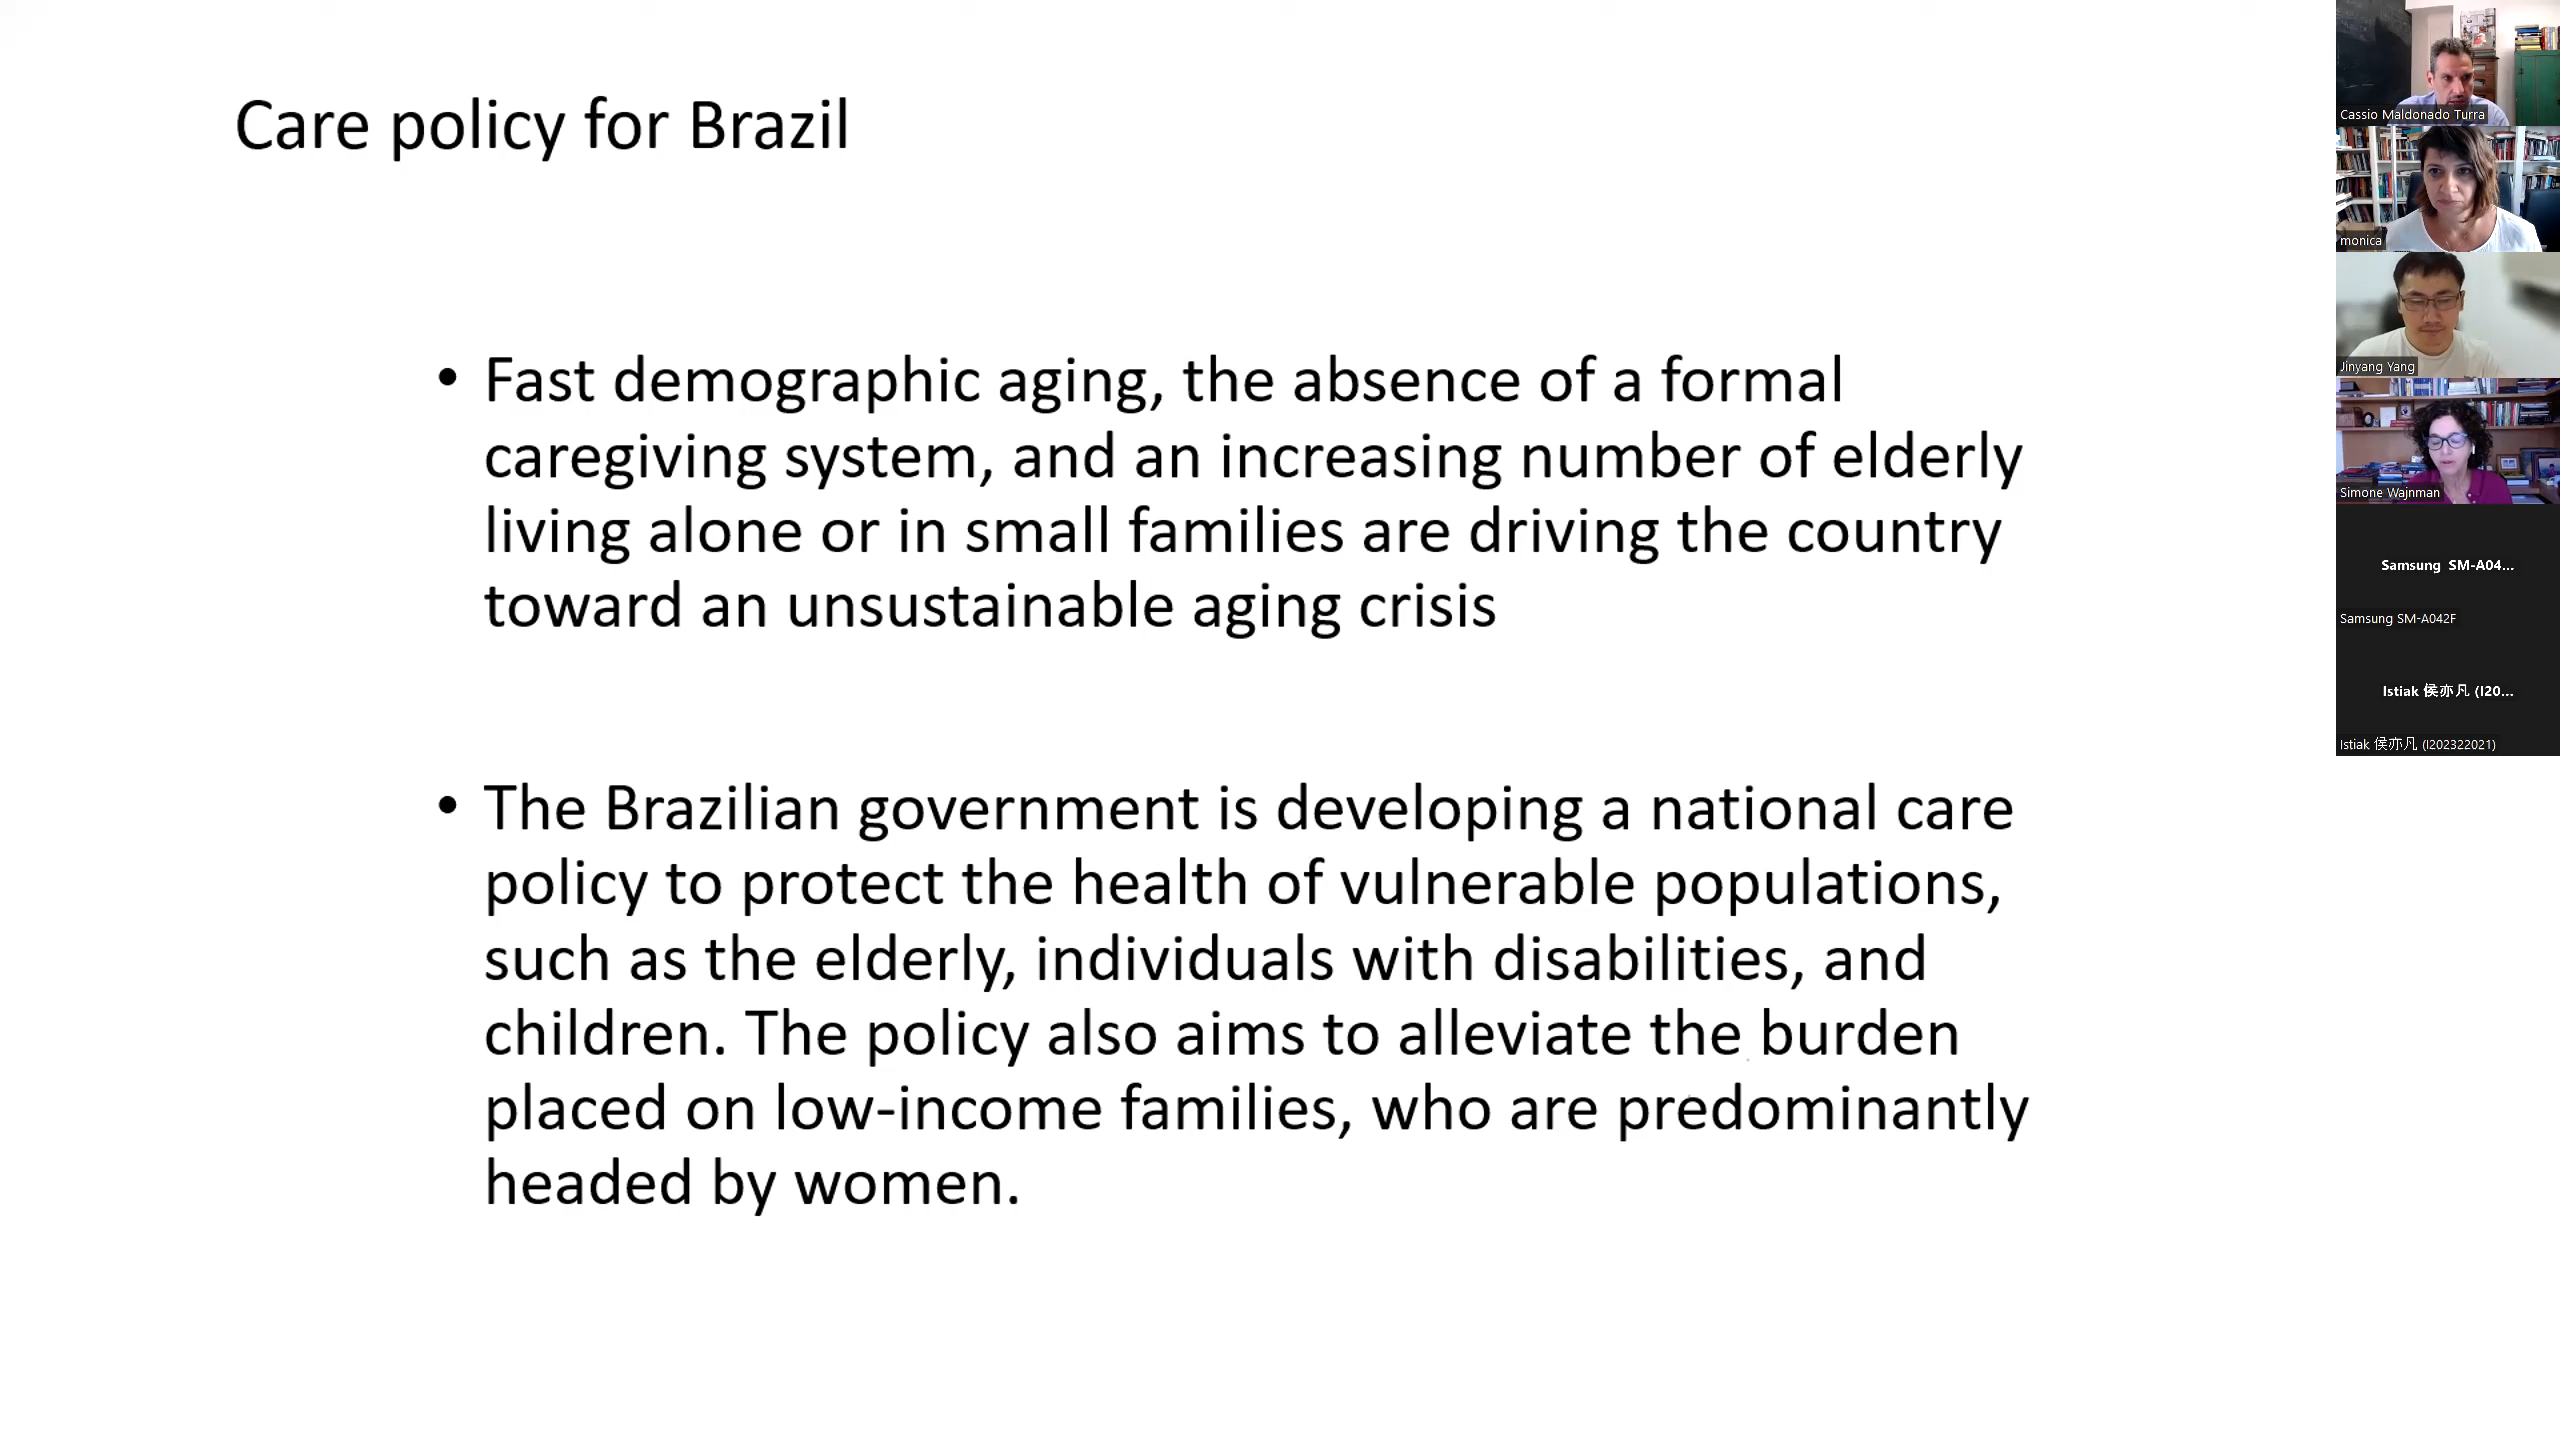 Care policy for Brazil
• Fast demographic aging, the absence of a formal
caregiving system, and an increasing number of elderly
living alone or in small families are driving the country
toward an unsustainable aging crisis
• The Brazilian government is developing a national care
policy to protect the health of vulnerable populations,
such as the elderly, individuals with disabilities, and
children. The policy also aims to alleviate the burden
placed on low-income families, who are predominantly
headed by women.
Cassio Maldonado Turra
monica
Jinyang Yang
Simone Wajnman
Samsung SM-A04...
Samsung SM-A042F
Istiak 侯亦凡 (I20...
Istiak 侯亦凡 (I202322021)